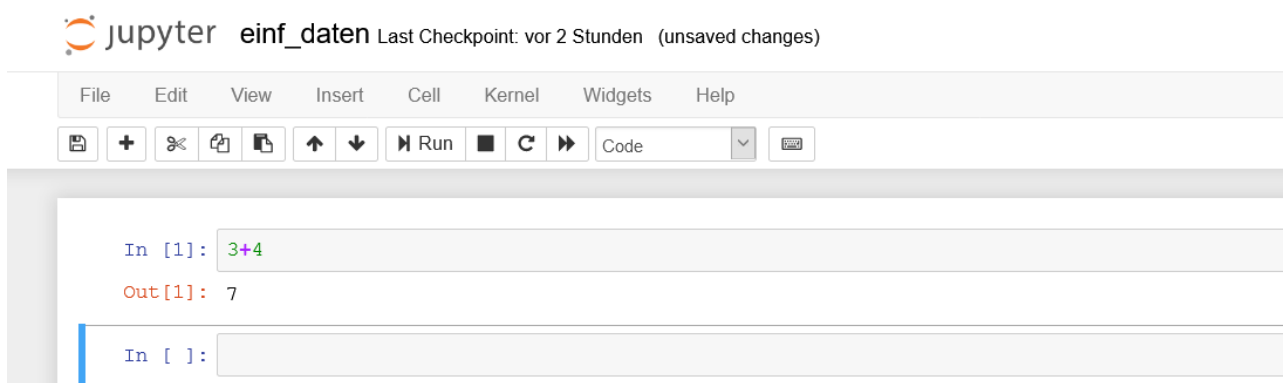 jupyter einf_daten Last Checkpoint: vor 2 Stunden (unsaved changes)
File Edit View Insert Cell Kernel Widgets Help
Run Code
In [1]: 3+4
Out[1]: 7
In [ ]: